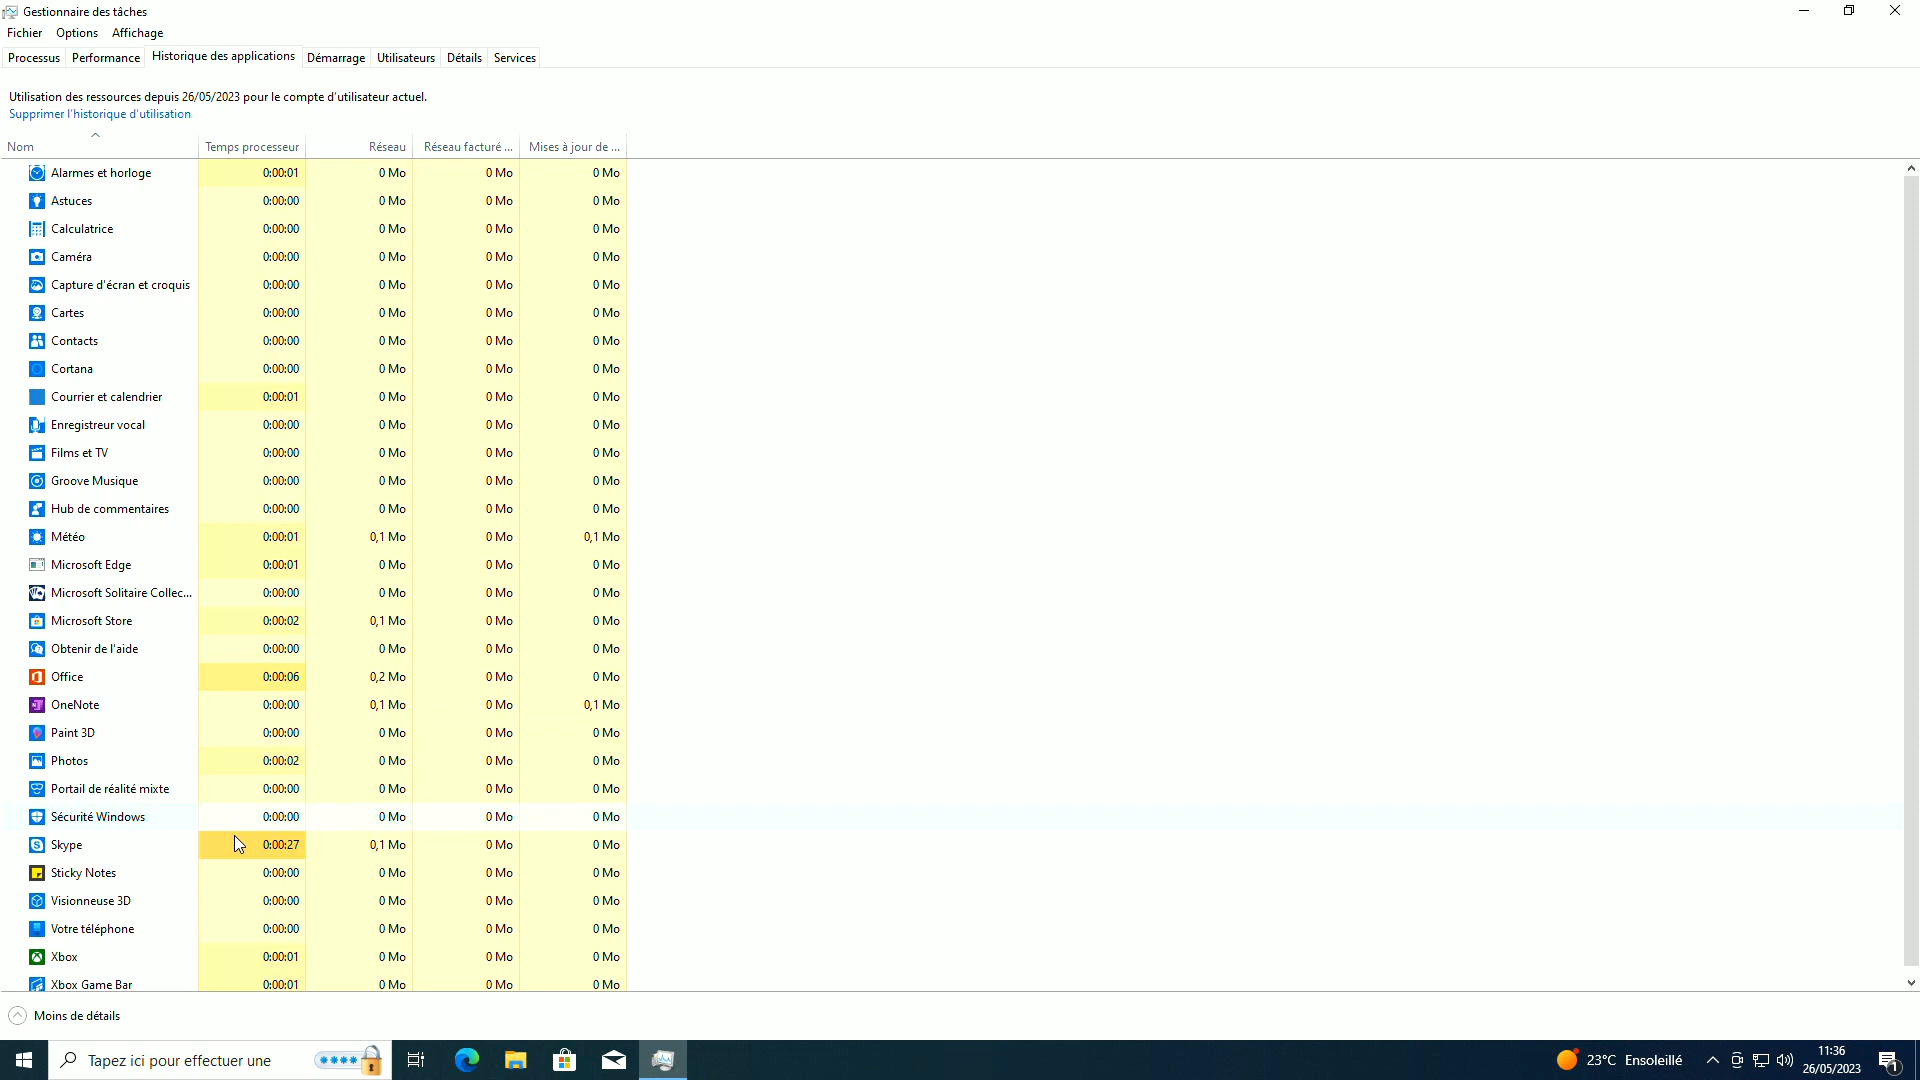 Gestionnaire des tâches
Fichier Options Affichage
Processus Performance Historique des applications Démarrage Utilisateurs Détails Services
Utilisation des ressources depuis 26/05/2023 pour le compte d'utilisateur actuel.
Supprimer l'historique d'utilisation
Nom Temps processeur Réseau Réseau facturé ... Mises à jour de ...
Alarmes et horloge 0:00:01 0 Mo 0 Mo 0 Mo
Astuces 0:00:00 0 Mo 0 Mo 0 Mo
Calculatrice 0:00:00 0 Mo 0 Mo 0 Mo
Caméra 0:00:00 0 Mo 0 Mo 0 Mo
Capture d'écran et croquis 0:00:00 0 Mo 0 Mo 0 Mo
Cartes 0:00:00 0 Mo 0 Mo 0 Mo
Contacts 0:00:00 0 Mo 0 Mo 0 Mo
Cortana 0:00:00 0 Mo 0 Mo 0 Mo
Courrier et calendrier 0:00:01 0 Mo 0 Mo 0 Mo
Enregistreur vocal 0:00:00 0 Mo 0 Mo 0 Mo
Films et TV 0:00:00 0 Mo 0 Mo 0 Mo
Groove Musique 0:00:00 0 Mo 0 Mo 0 Mo
Hub de commentaires 0:00:00 0 Mo 0 Mo 0 Mo
Météo 0:00:01 0,1 Mo 0 Mo 0,1 Mo
Microsoft Edge 0:00:01 0 Mo 0 Mo 0 Mo
Microsoft Solitaire Collec... 0:00:00 0 Mo 0 Mo 0 Mo
Microsoft Store 0:00:02 0,1 Mo 0 Mo 0 Mo
Obtenir de l'aide 0:00:00 0 Mo 0 Mo 0 Mo
Office 0:00:06 0,2 Mo 0 Mo 0 Mo
OneNote 0:00:00 0,1 Mo 0 Mo 0,1 Mo
Paint 3D 0:00:00 0 Mo 0 Mo 0 Mo
Photos 0:00:02 0 Mo 0 Mo 0 Mo
Portail de réalité mixte 0:00:00 0 Mo 0 Mo 0 Mo
Sécurité Windows 0:00:00 0 Mo 0 Mo 0 Mo
Skype 0:00:27 0,1 Mo 0 Mo 0 Mo
Sticky Notes 0:00:00 0 Mo 0 Mo 0 Mo
Visionneuse 3D 0:00:00 0 Mo 0 Mo 0 Mo
Votre téléphone 0:00:00 0 Mo 0 Mo 0 Mo
Xbox 0:00:01 0 Mo 0 Mo 0 Mo
Xbox Game Bar 0:00:01 0 Mo 0 Mo 0 Mo
Moins de détails
Tapez ici pour effectuer une 23°C Ensoleillé 11:36
26/05/2023 1